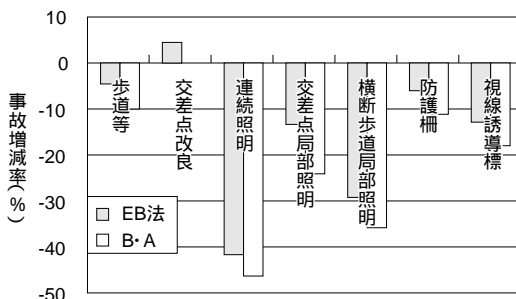 事故増減率(%)
10
0
-10
-20
-30
-40
-50
歩道等
交差点改良
連続照明
交差点局部照明
横断歩道局部照明
防護柵
視線誘導標
EB法
B・A